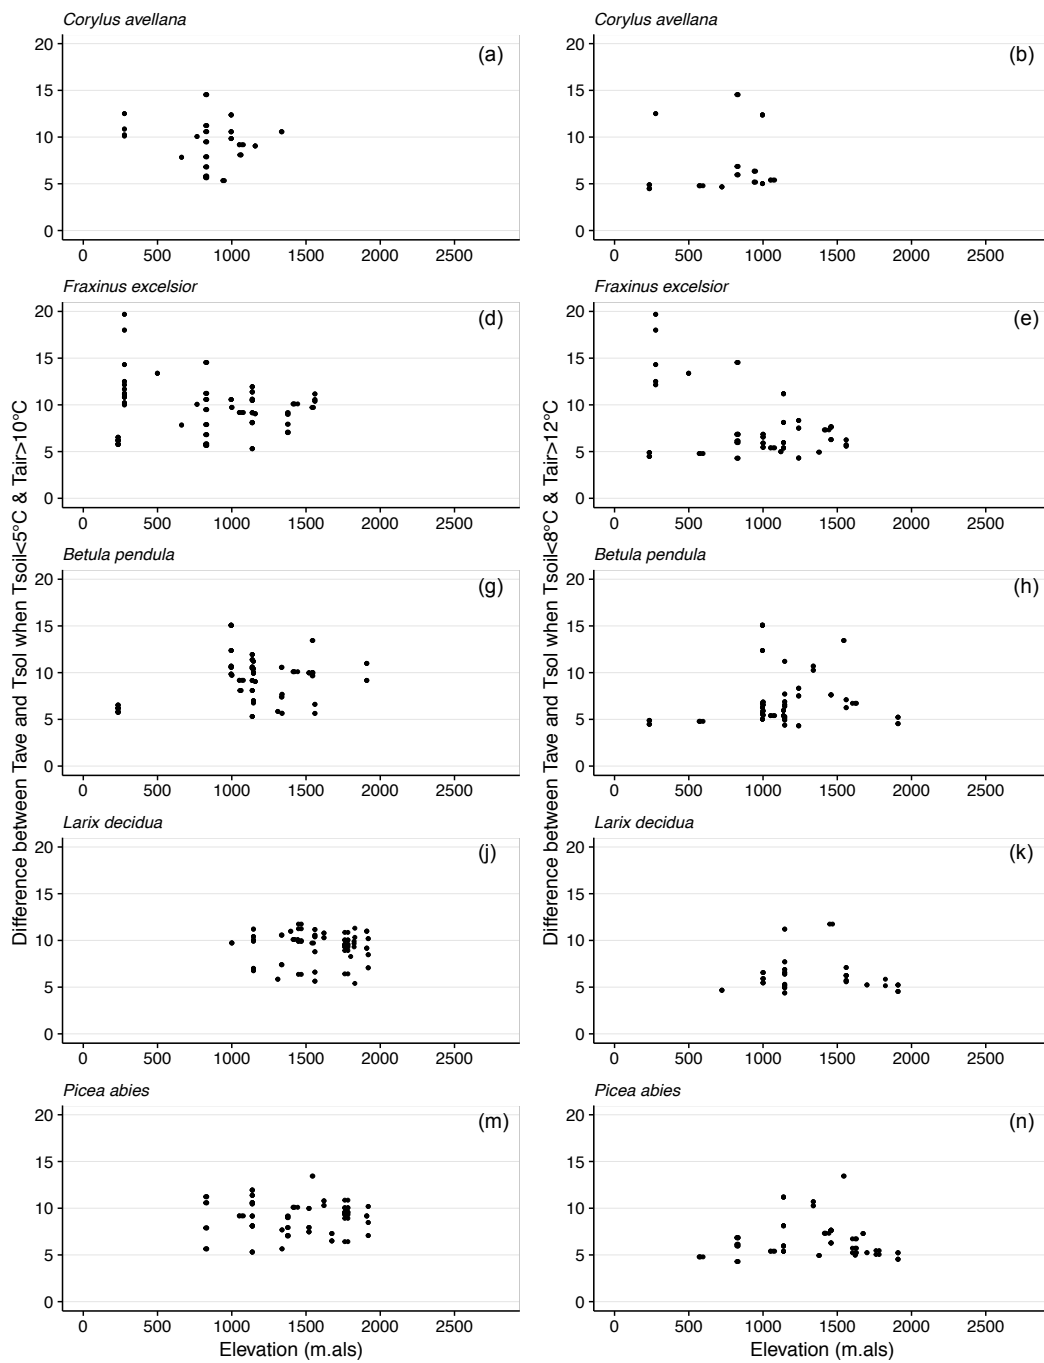 Corylus avellana
(a)
20
15
10
5
0
0 500 1000 1500 2000 2500
(b)
20
15
10
5
0
0 500 1000 1500 2000 2500
Fraxinus excelsior
(d)
20
15
10
5
0
0 500 1000 1500 2000 2500
Fraxinus excelsior
(e)
20
15
10
5
0
0 500 1000 1500 2000 2500
Betula pendula
(g)
20
15
10
5
0
0 500 1000 1500 2000 2500
Betula pendula
(h)
20
15
10
5
0
0 500 1000 1500 2000 2500
Larix decidua
(j)
20
15
10
5
0
0 500 1000 1500 2000 2500
Larix decidua
(k)
20
15
10
5
0
0 500 1000 1500 2000 2500
Picea abies
(m)
20
15
10
5
0
0 500 1000 1500 2000 2500
Elevation (m.als)
Picea abies
(n)
20
15
10
5
0
0 500 1000 1500 2000 2500
Elevation (m.als)
Difference between Tave and Tsol when Tsoil<5°C & Tair>10°C
Difference between Tave and Tsol when Tsoil<8°C & Tair>12°C
Corylus avellana